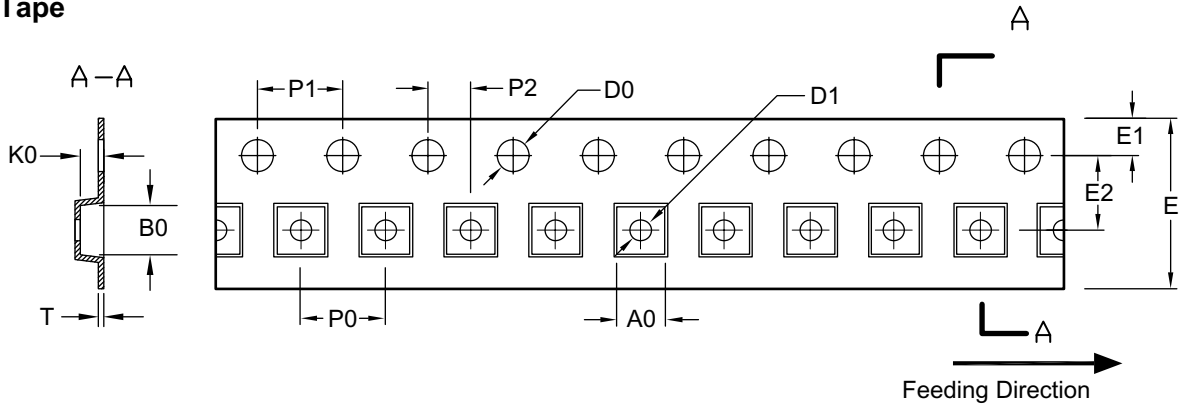 Tape
A
A–A
P1
P2
D0
D1
E1
K0
E2
B0
E
T
P0
A0
A
Feeding Direction